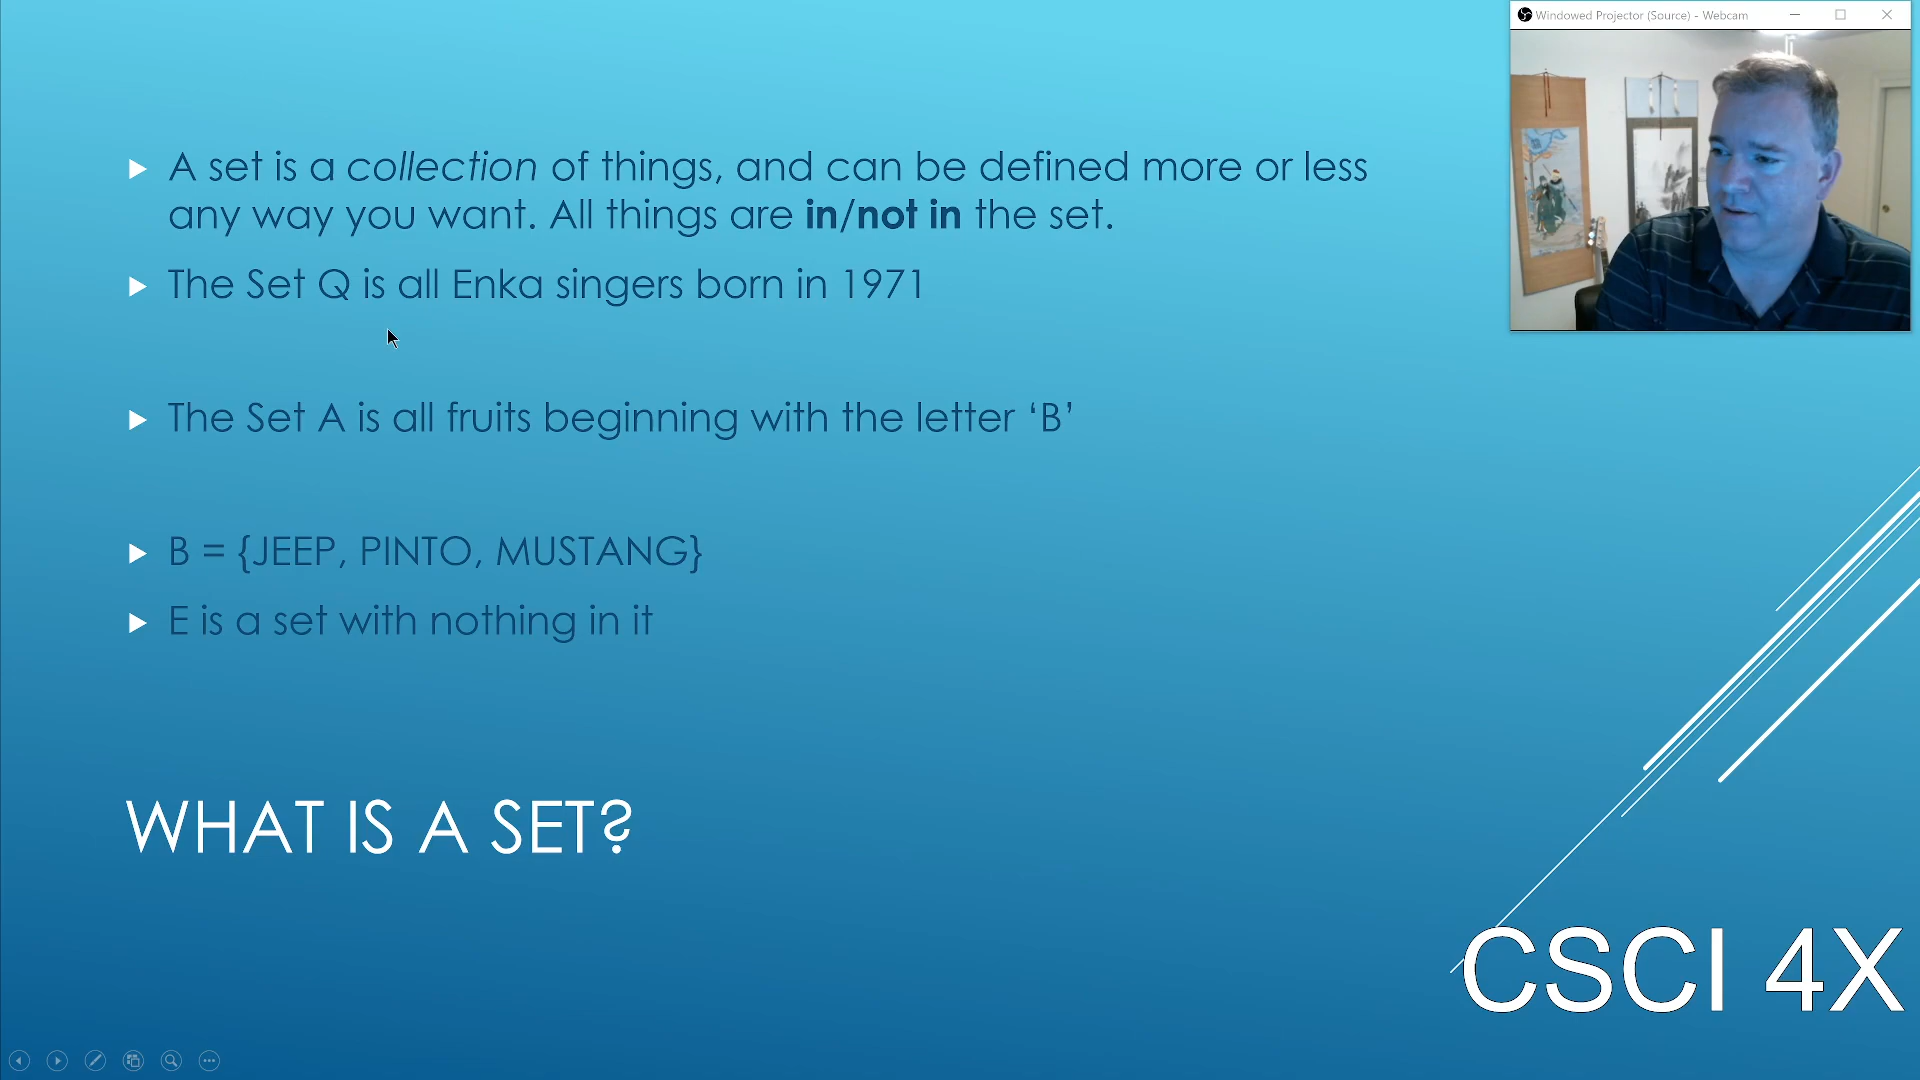 Windowed Projector (Source) - Webcam
A set is a collection of things, and can be defined more or less
any way you want. All things are in/not in the set.
The Set Q is all Enka singers born in 1971
The Set A is all fruits beginning with the letter ‘B’
B = {JEEP, PINTO, MUSTANG}
E is a set with nothing in it
WHAT IS A SET?
CSCI 4X